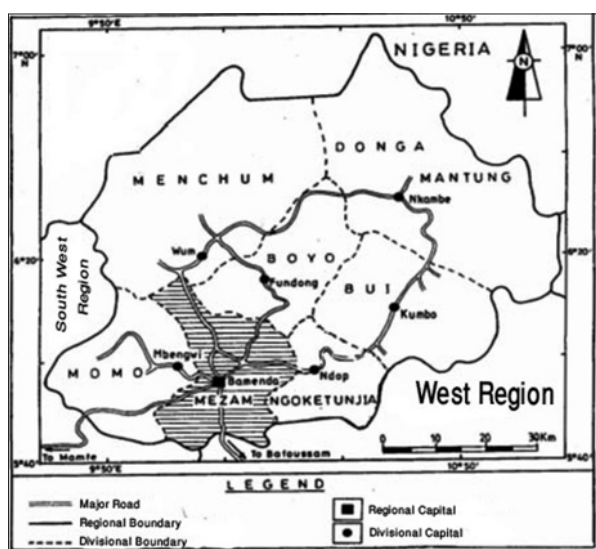 9°50'E
10°50'
7°00'
N
7°00
N
NIGERIA
N
DONGA
MANTUNG
MENCHUM
Nkambe
6°20
6°20
Wum
BOYO
Fundong
BUI
South West
Region
Kumbo
Mbengwi
MOMO
Bamenda
Ndop
MEZAM
NGOKETUNJIA
West Region
0 10 20 30Km
To Mamfe
To Bafoussam
5°40
5°40
9°50'E
10°50
LEGEND
Major Road
Regional Boundary
Divisional Boundary
Regional Capital
Divisional Capital